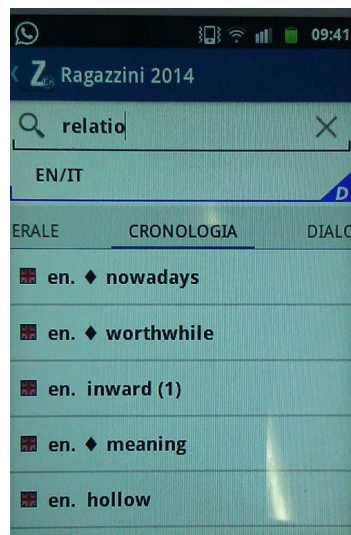 09:41
Z En Ragazzini 2014
relatio
EN/IT
D
ERALE CRONOLOGIA DIALO
en. ♦ nowadays
en. ♦ worthwhile
en. inward (1)
en. ♦ meaning
en. hollow